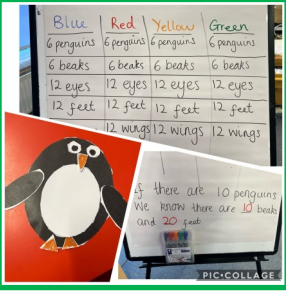 Blue Red Yellow Green
6 penguins 6 penguins 6 penguins 6 penguins
6 beaks 6 beaks 6 beaks 6 beaks
12 eyes 12 eyes 12 eyes 12 eyes
12 feet 12 feet 12 feet 12 feet
12 wings 12 wings 12 wings
If there are 10 penguins
We know there are 10 beaks
and 20 feet
PIC•COLLAGE